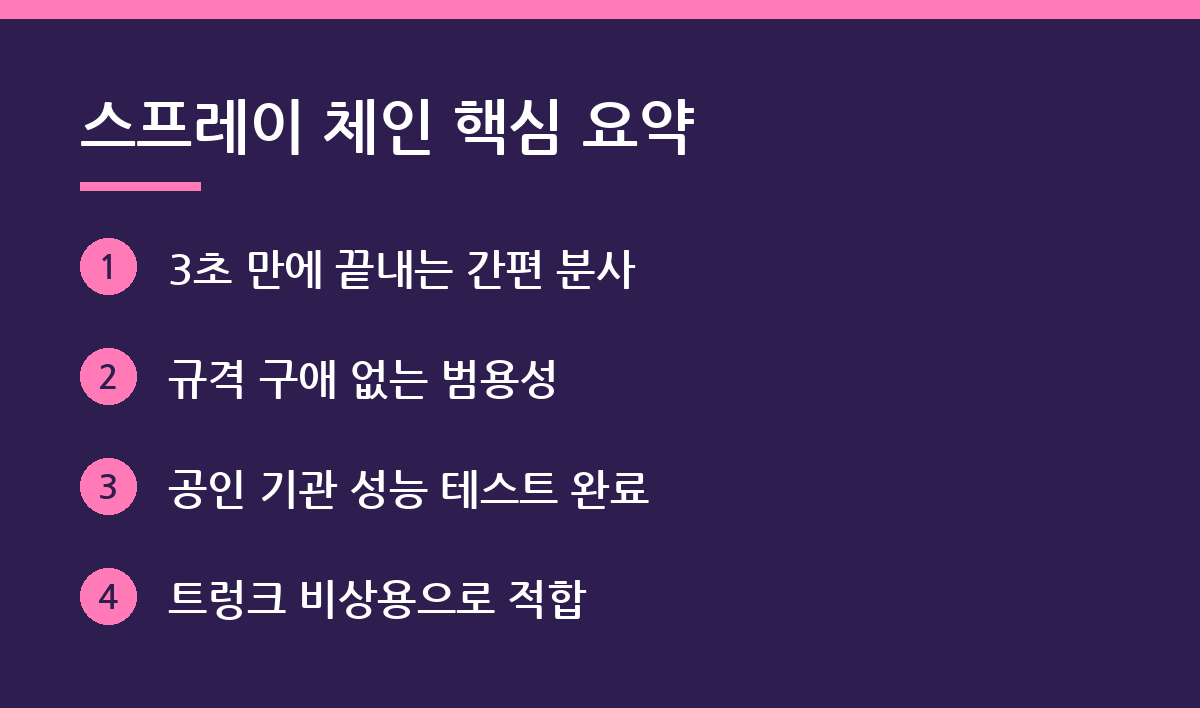 스프레이 체인 핵심 요약
1 3초 만에 끝내는 간편 분사
2 규격 구애 없는 범용성
3 공인 기관 성능 테스트 완료
4 트렁크 비상용으로 적합